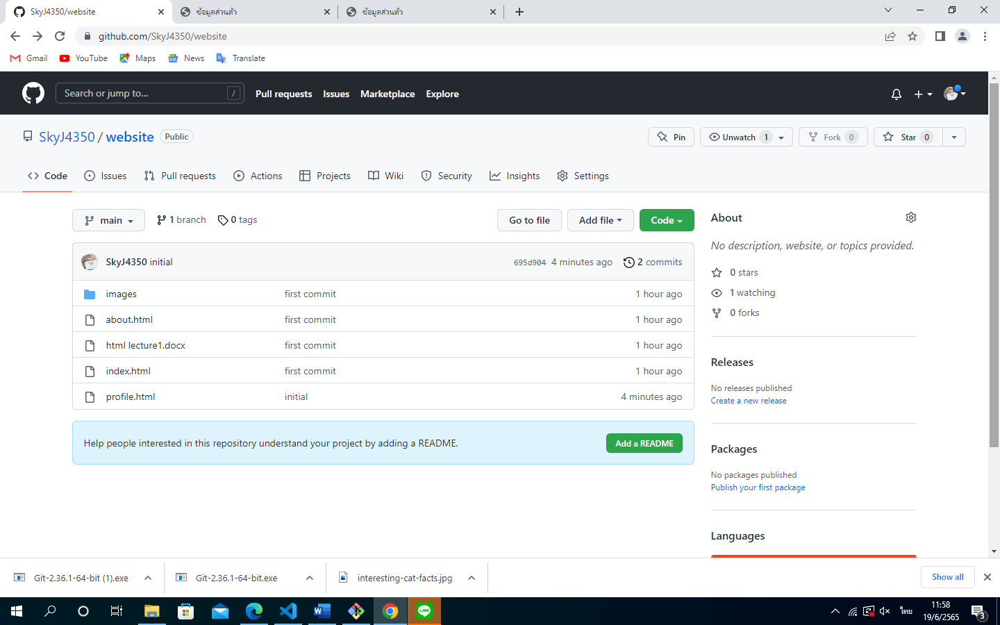 SkyJ4350/website
ข้อมูลส่วนตัว
ข้อมูลส่วนตัว
github.com/SkyJ4350/website
Gmail YouTube Maps News Translate
Search or jump to... /
Pull requests Issues Marketplace Explore
SkyJ4350 / website Public
Pin Unwatch 1 Fork 0 Star 0
Code Issues Pull requests Actions Projects Wiki Security Insights Settings
main 1 branch 0 tags Go to file Add file Code
SkyJ4350 initial 695d904 4 minutes ago 2 commits
images first commit 1 hour ago
about.html first commit 1 hour ago
html lecture1.docx first commit 1 hour ago
index.html first commit 1 hour ago
profile.html initial 4 minutes ago
Help people interested in this repository understand your project by adding a README. Add a README
About
No description, website, or topics provided.
0 stars
1 watching
0 forks
Releases
No releases published
Create a new release
Packages
No packages published
Publish your first package
Languages
Git-2.36.1-64-bit (1).exe Git-2.36.1-64-bit.exe interesting-cat-facts.jpg Show all
LINE
ไทย
11:58
19/6/2565
3